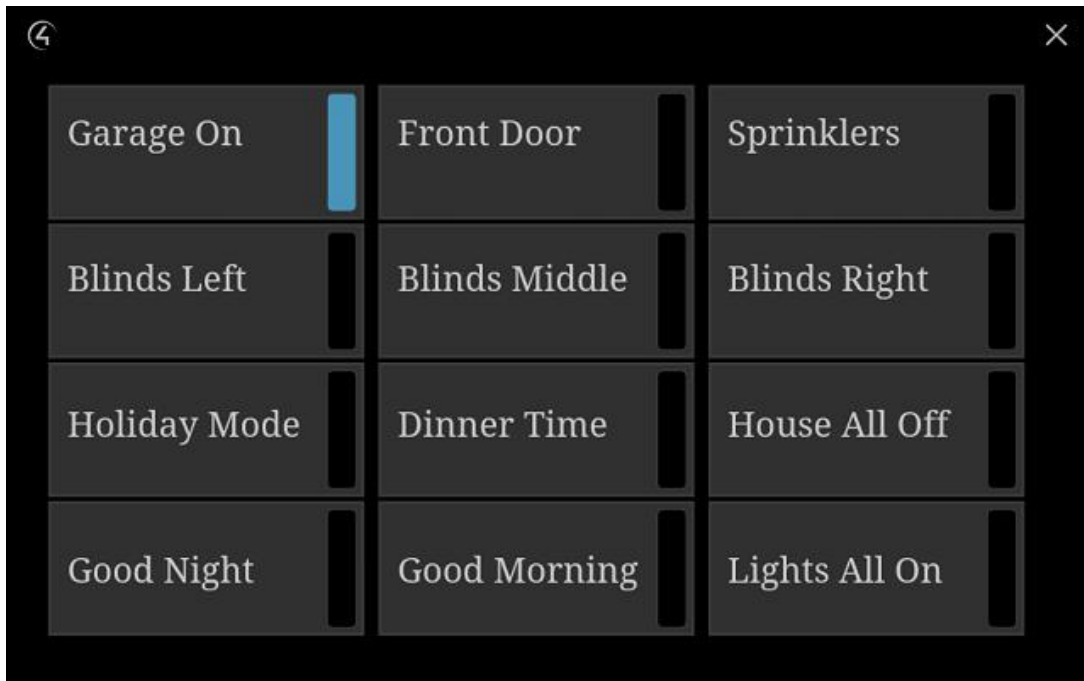 Garage On
Front Door
Sprinklers
Blinds Left
Blinds Middle
Blinds Right
Holiday Mode
Dinner Time
House All Off
Good Night
Good Morning
Lights All On